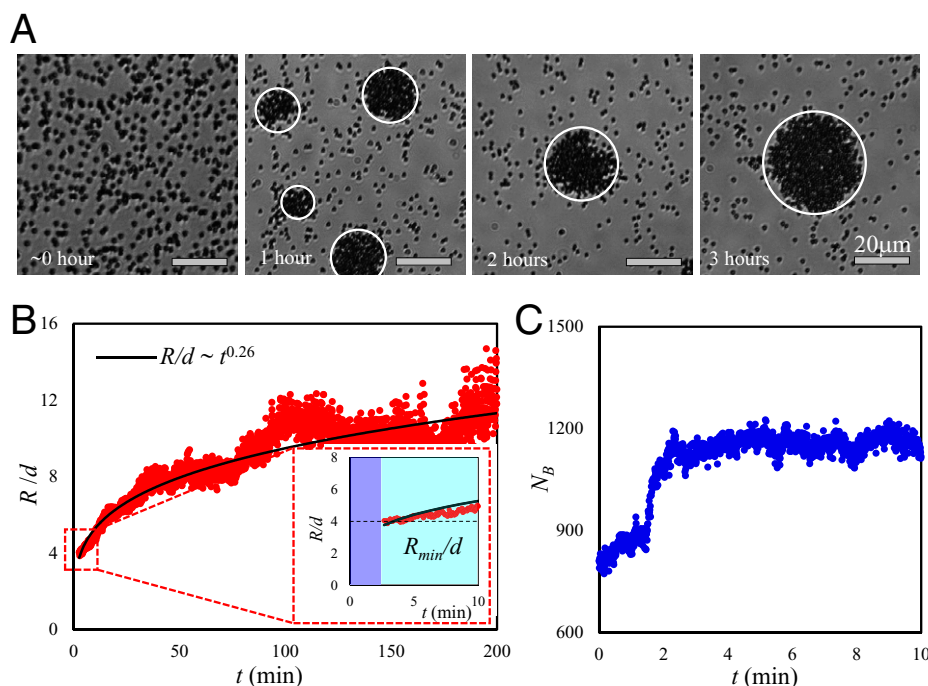 A
~0 hour
1 hour
2 hours
3 hours
20μm
B
16
12
8
4
0
R/d
R/d ~ t^0.26
0
50
100
150
200
t (min)
8
6
4
2
0
R/d
R_min/d
0
5
10
t (min)
C
1500
1200
900
600
N_B
0
2
4
6
8
10
t (min)